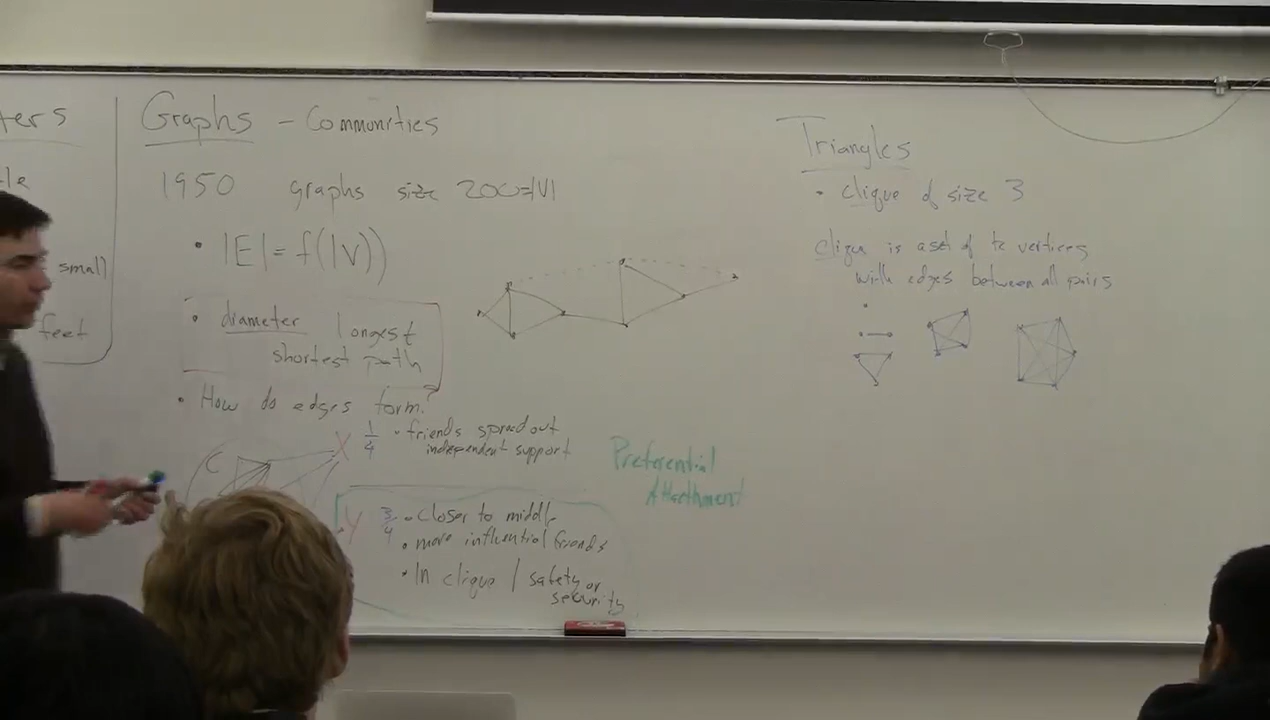 ters
small
feet
Graphs - Communities
1950 graphs size 200=|V|
• |E| = f(|V|)
• diameter longest
shortest path
• How do edges form?
C
X 1/4 • friends spread out
independent support
Y 3/4 • closer to middle
• more influential friends
• In clique / safety or
security
Preferential
Attachment
Triangles
• clique of size 3
clique is a set of k vertices
with edges between all pairs